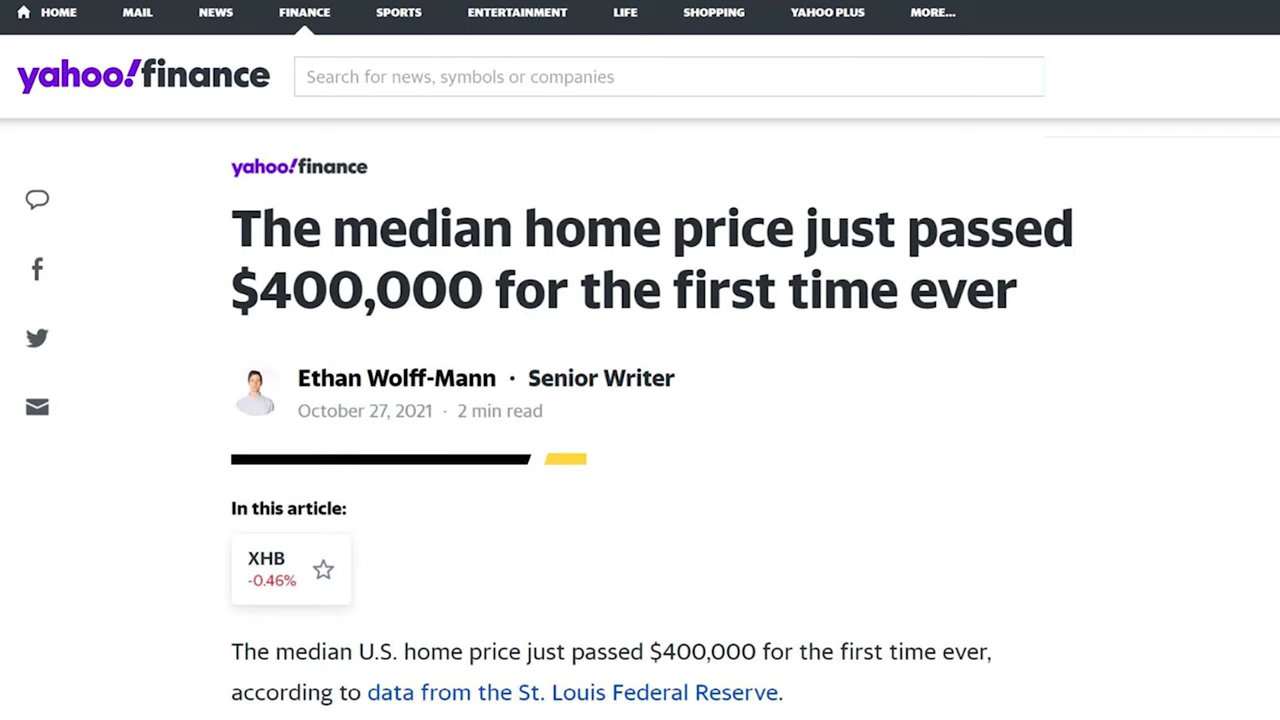 HOME MAIL NEWS FINANCE SPORTS ENTERTAINMENT LIFE SHOPPING YAHOO PLUS MORE...
yahoo!finance
Search for news, symbols or companies
yahoo!finance
The median home price just passed
$400,000 for the first time ever
Ethan Wolff-Mann · Senior Writer
October 27, 2021 · 2 min read
In this article:
XHB
-0.46%
The median U.S. home price just passed $400,000 for the first time ever,
according to data from the St. Louis Federal Reserve.